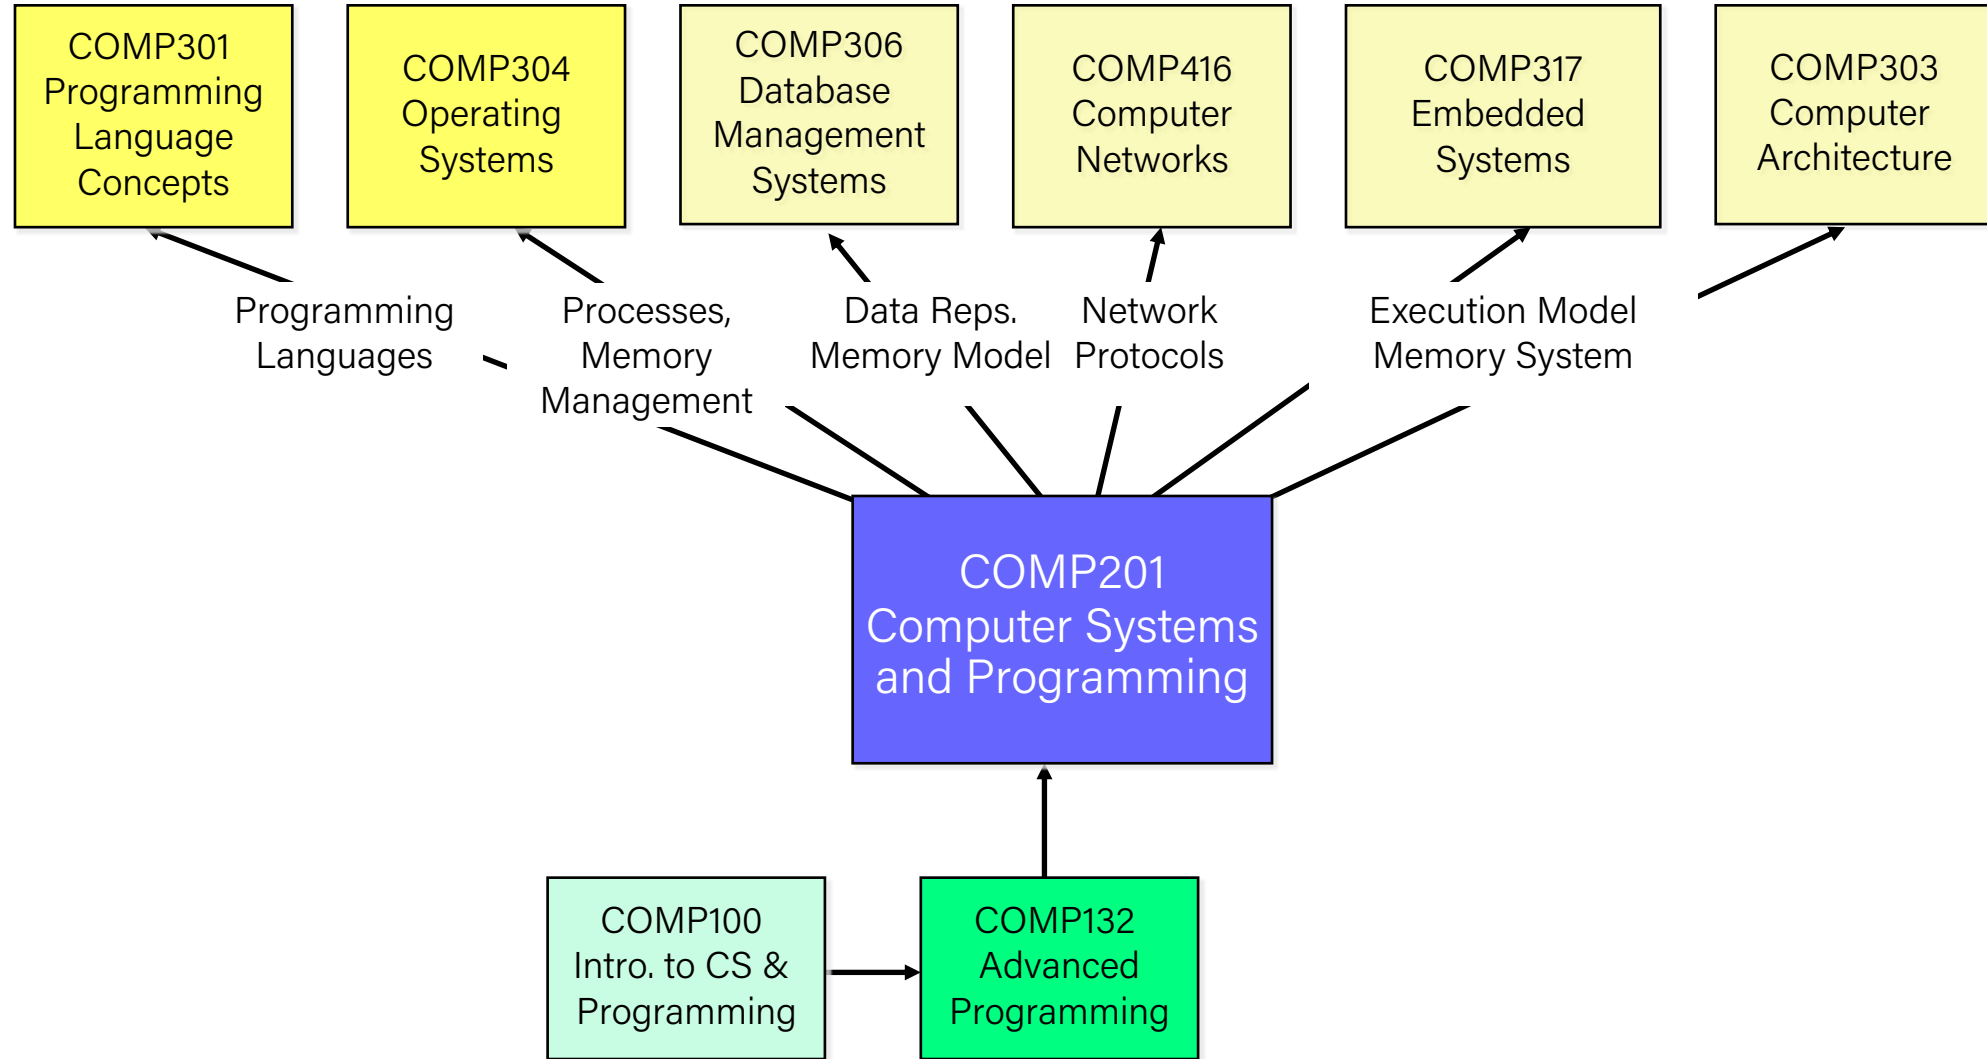 COMP301
Programming
Language
Concepts
COMP304
Operating
Systems
COMP306
Database
Management
Systems
COMP416
Computer
Networks
COMP317
Embedded
Systems
COMP303
Computer
Architecture
Programming
Languages
Processes,
Memory
Management
Data Reps.
Memory Model
Network
Protocols
Execution Model
Memory System
COMP201
Computer Systems
and Programming
COMP100
Intro. to CS &
Programming
COMP132
Advanced
Programming